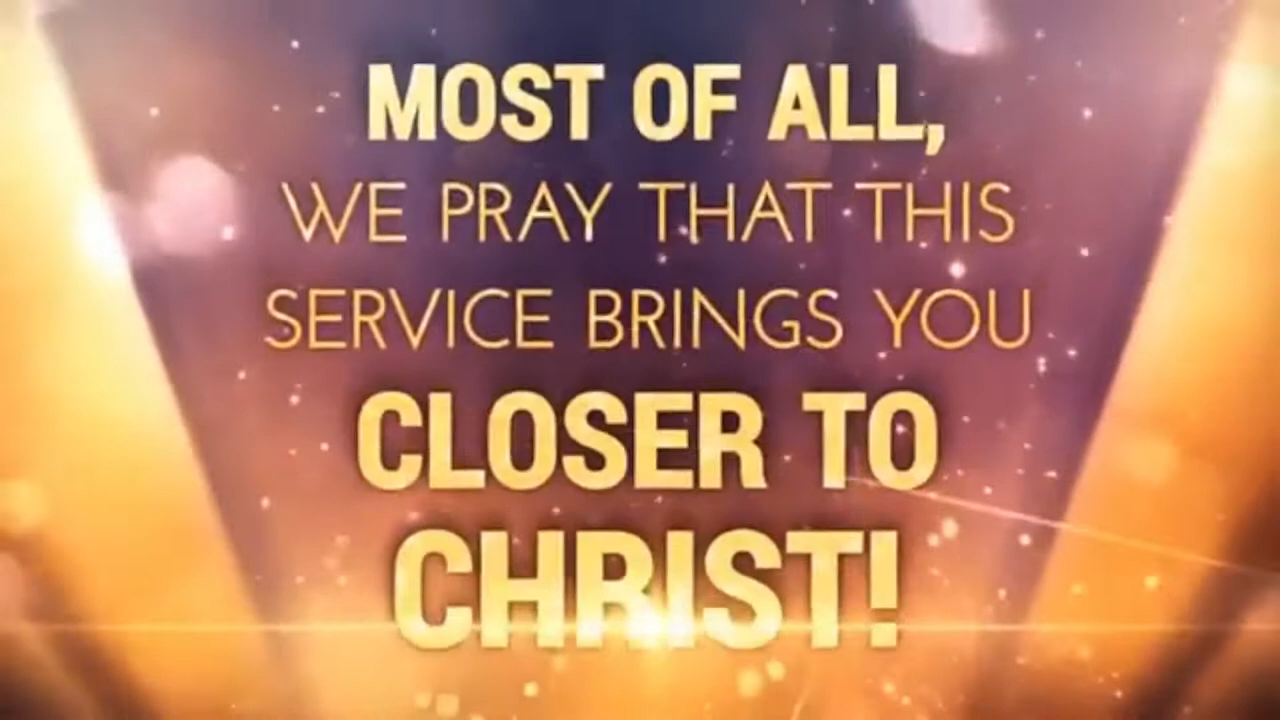 MOST OF ALL,
WE PRAY THAT THIS
SERVICE BRINGS YOU
CLOSER TO
CHRIST!